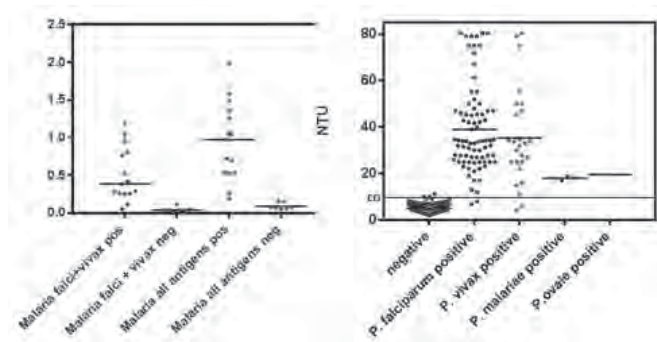 2.5
2.0
1.5
1.0
0.5
0.0
Malaria falci+vivax pos
Malaria falci + vivax neg
Malaria all antigens pos
Malaria all antigens neg
NTU
80
60
40
20
co
0
negative
P. falciparum positive
P. vivax positive
P. malariae positive
P.ovale positive